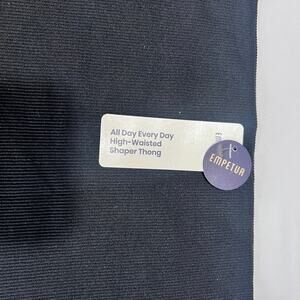 All Day Every Day
High-Waisted
Shaper Thong
EMPETUA